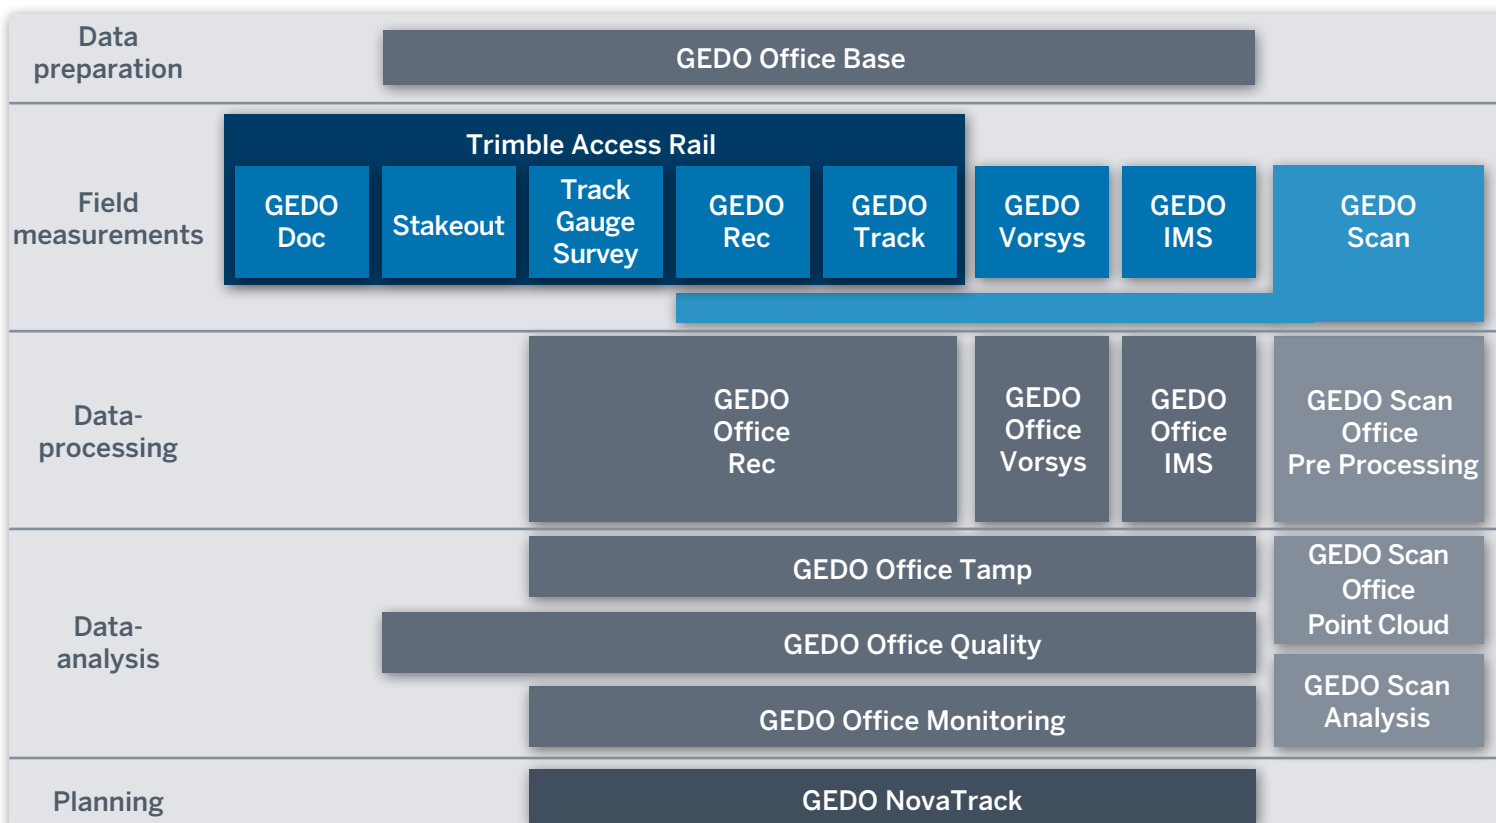 Data
preparation
GEDO Office Base
Trimble Access Rail
Field
measurements
GEDO
Doc
Stakeout
Track
Gauge
Survey
GEDO
Rec
GEDO
Track
GEDO
Vorsys
GEDO
IMS
GEDO
Scan
Data-
processing
GEDO
Office
Rec
GEDO
Office
Vorsys
GEDO
Office
IMS
GEDO Scan
Office
Pre Processing
Data-
analysis
GEDO Office Tamp
GEDO Office Quality
GEDO Office Monitoring
GEDO Scan
Office
Point Cloud
GEDO Scan
Analysis
Planning
GEDO NovaTrack